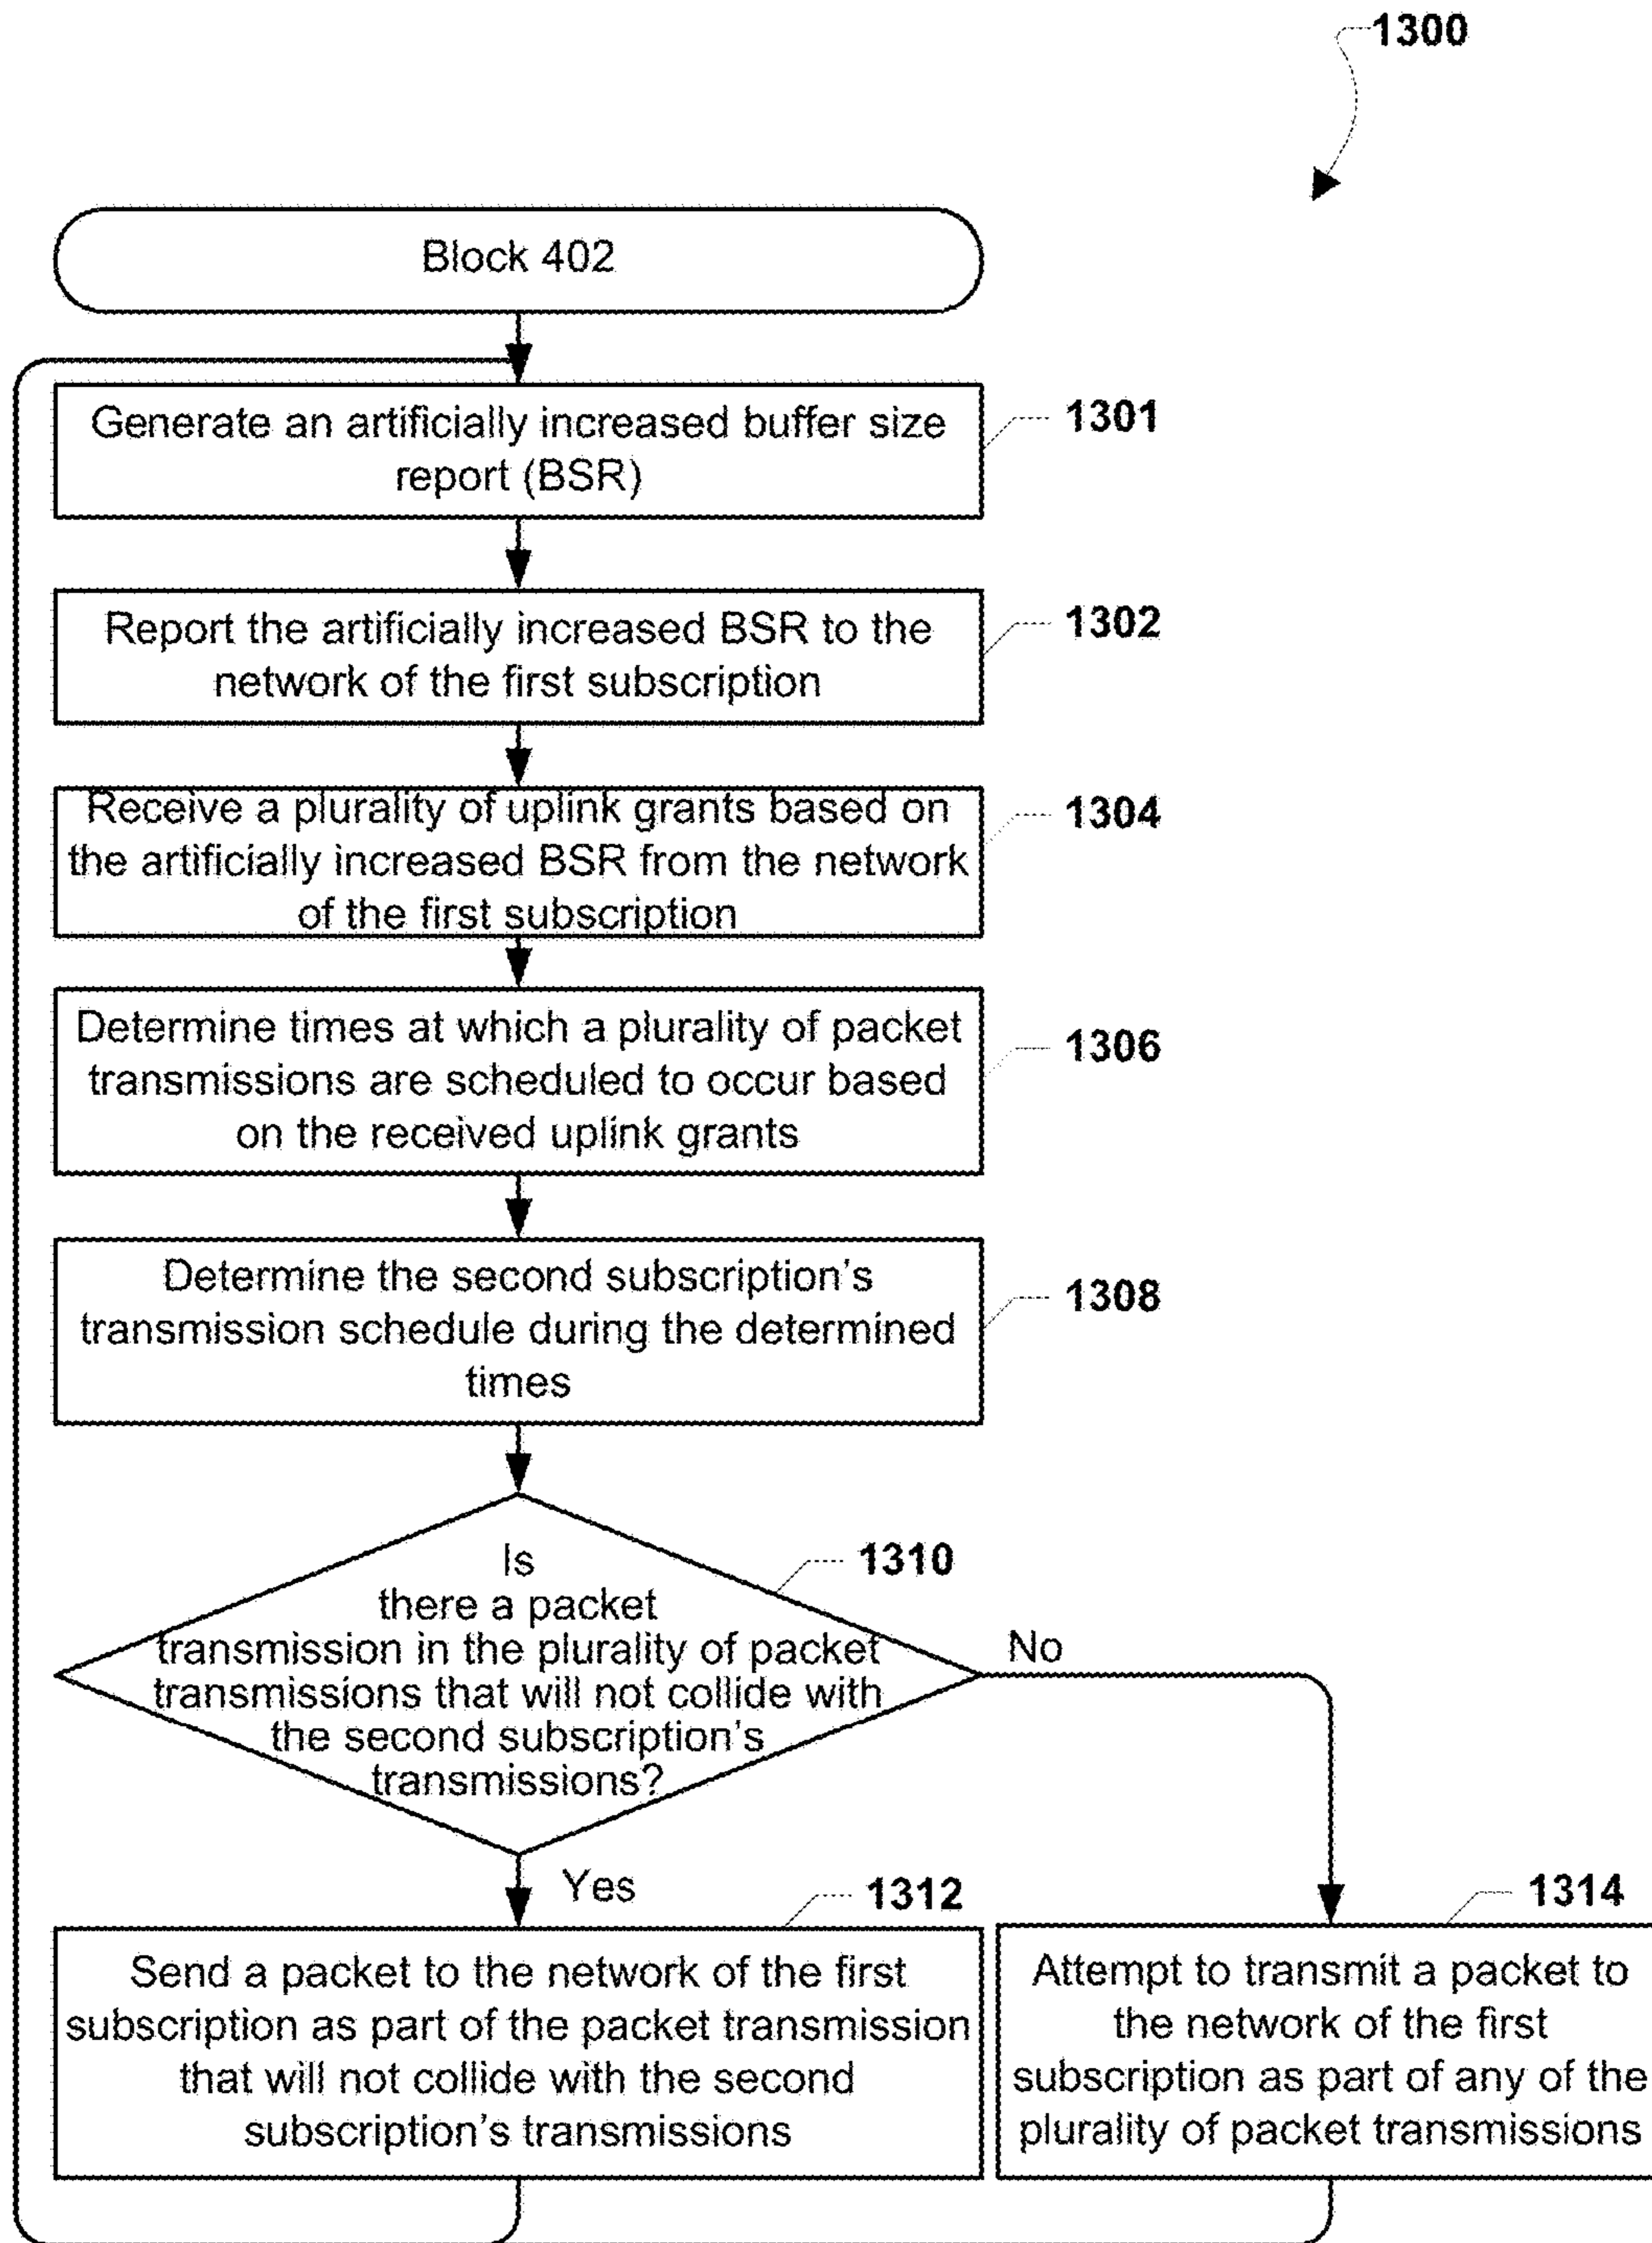 1300
Block 402
Generate an artificially increased buffer size
report (BSR)
1301
Report the artificially increased BSR to the
network of the first subscription
1302
Receive a plurality of uplink grants based on
the artificially increased BSR from the network
of the first subscription
1304
Determine times at which a plurality of packet
transmissions are scheduled to occur based
on the received uplink grants
1306
Determine the second subscription's
transmission schedule during the determined
times
1308
Is
there a packet
transmission in the plurality of packet
transmissions that will not collide with
the second subscription's
transmissions?
1310
No
Yes
1312
Send a packet to the network of the first
subscription as part of the packet transmission
that will not collide with the second
subscription's transmissions
1314
Attempt to transmit a packet to
the network of the first
subscription as part of any of the
plurality of packet transmissions